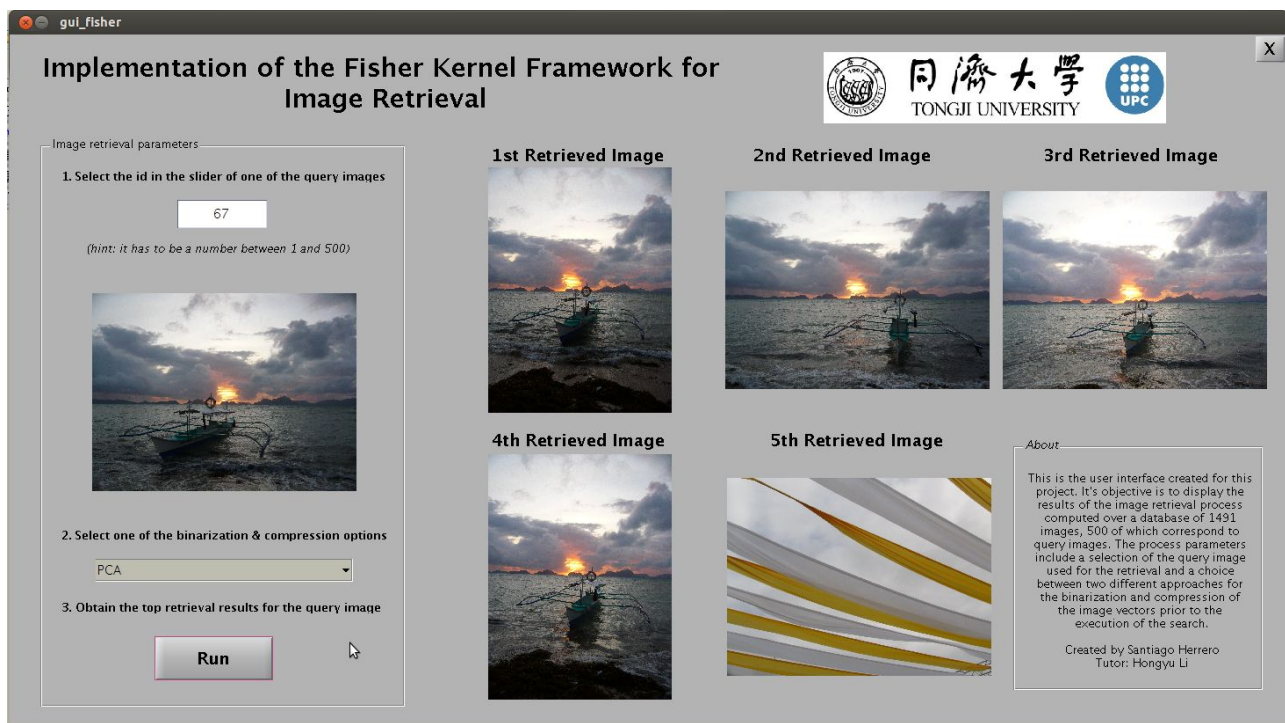 gui_fisher
X
Implementation of the Fisher Kernel Framework for
Image Retrieval
同濟大学
TONGJI UNIVERSITY
UPC
Image retrieval parameters
1. Select the id in the slider of one of the query images
67
(hint: it has to be a number between 1 and 500)
2. Select one of the binarization & compression options
PCA
3. Obtain the top retrieval results for the query image
Run
1st Retrieved Image
2nd Retrieved Image
3rd Retrieved Image
4th Retrieved Image
5th Retrieved Image
About
This is the user interface created for this
project. It's objective is to display the
results of the image retrieval process
computed over a database of 1491
images, 500 of which correspond to
query images. The process parameters
include a selection of the query image
used for the retrieval and a choice
between two different approaches for
the binarization and compression of
the image vectors prior to the
execution of the search.
Created by Santiago Herrero
Tutor: Hongyu Li